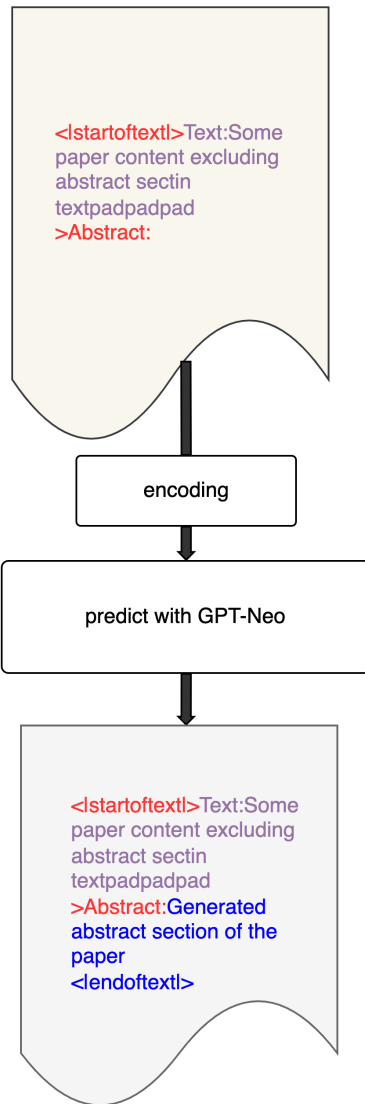 <|startoftext|>Text:Some
paper content excluding
abstract sectin
textpadpadpad
>Abstract:
encoding
predict with GPT-Neo
<|startoftext|>Text:Some
paper content excluding
abstract sectin
textpadpadpad
>Abstract:Generated
abstract section of the
paper
<|endoftext|>